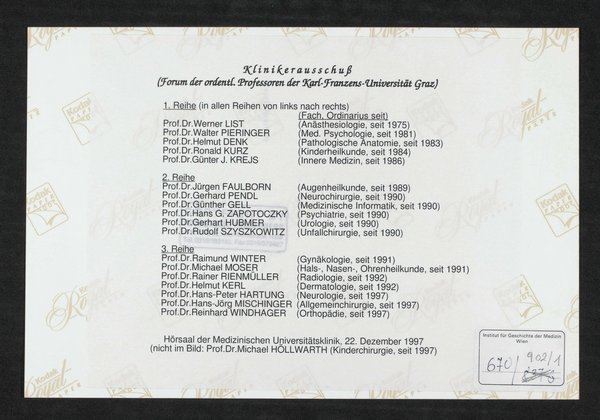 Klinikerausschuß
(Forum der ordentl. Professoren der Karl-Franzens-Universität Graz)
1. Reihe (in allen Reihen von links nach rechts)
(Fach, Ordinarius seit)
Prof.Dr.Werner LIST (Anästhesiologie, seit 1975)
Prof.Dr.Walter PIERINGER (Med. Psychologie, seit 1981)
Prof.Dr.Helmut DENK (Pathologische Anatomie, seit 1983)
Prof.Dr.Ronald KURZ (Kinderheilkunde, seit 1984)
Prof.Dr.Günter J. KREJS (Innere Medizin, seit 1986)
2. Reihe
Prof.Dr.Jürgen FAULBORN (Augenheilkunde, seit 1989)
Prof.Dr.Gerhard PENDL (Neurochirurgie, seit 1990)
Prof.Dr.Günther GELL (Medizinische Informatik, seit 1990)
Prof.Dr.Hans G. ZAPOTOCZKY (Psychiatrie, seit 1990)
Prof.Dr.Gerhart HUBMER (Urologie, seit 1990)
Prof.Dr.Rudolf SZYSZKOWITZ (Unfallchirurgie, seit 1990)
3. Reihe
Prof.Dr.Raimund WINTER (Gynäkologie, seit 1991)
Prof.Dr.Michael MOSER (Hals-, Nasen-, Ohrenheilkunde, seit 1991)
Prof.Dr.Rainer RIENMÜLLER (Radiologie, seit 1992)
Prof.Dr.Helmut KERL (Dermatologie, seit 1992)
Prof.Dr.Hans-Peter HARTUNG (Neurologie, seit 1997)
Prof.Dr.Hans-Jörg MISCHINGER (Allgemeinchirurgie, seit 1997)
Prof.Dr.Reinhard WINDHAGER (Orthopädie, seit 1997)
Hörsaal der Medizinischen Universitätsklinik, 22. Dezember 1997
(nicht im Bild: Prof.Dr.Michael HÖLLWARTH (Kinderchirurgie, seit 1997)
Institut für Geschichte der Medizin
Wien
670/902/1
Kodak
Royal
PAPER